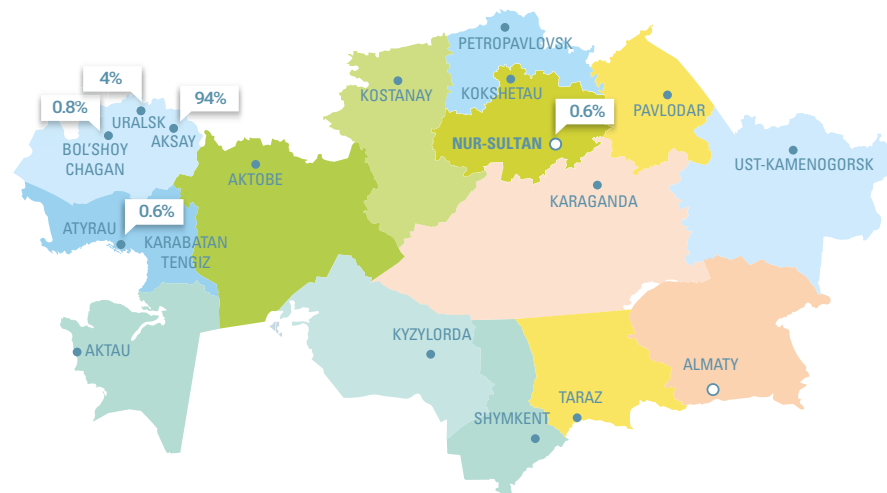 PETROPAVLOVSK
4%
94%
KOSTANAY
KOKSHETAU
0.8%
0.6%
PAVLODAR
URALSK
AKSAY
BOL'SHOY
CHAGAN
NUR-SULTAN
AKTOBE
UST-KAMENOGORSK
KARAGANDA
0.6%
ATYRAU
KARABATAN
TENGIZ
KYZYLORDA
AKTAU
ALMATY
TARAZ
SHYMKENT